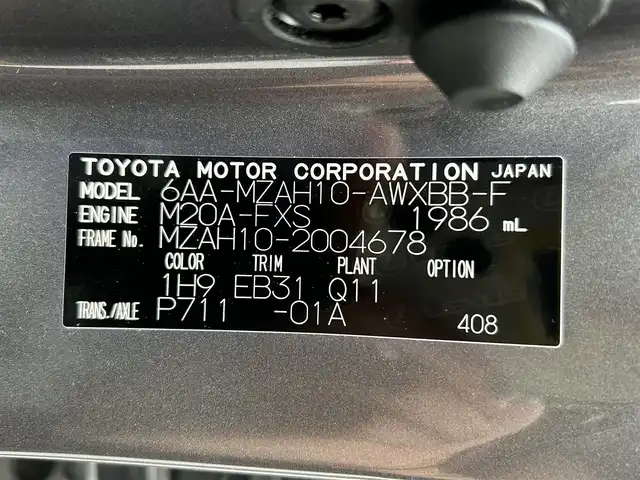 TOYOTA MOTOR CORPORATION JAPAN
MODEL 6AA-MZAH10-AWXBB-F
ENGINE M20A-FXS 1986 mL
FRAME No. MZAH10-2004678
COLOR TRIM PLANT OPTION
1H9 EB31 Q11
TRANS./AXLE P711 -01A 408